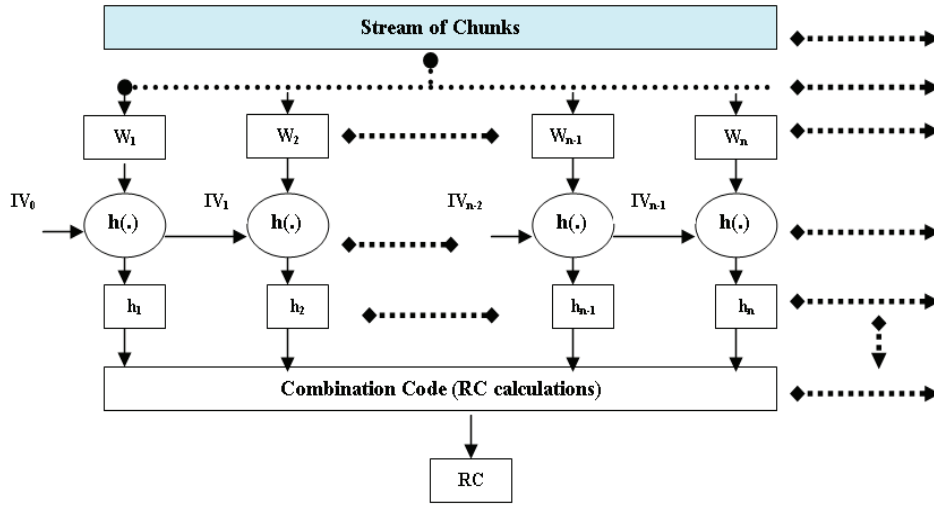 Stream of Chunks
W1 W2 Wn-1 Wn
IV0 IV1 IVn-2 IVn-1
h(.) h(.) h(.) h(.)
h1 h2 hn-1 hn
Combination Code (RC calculations)
RC